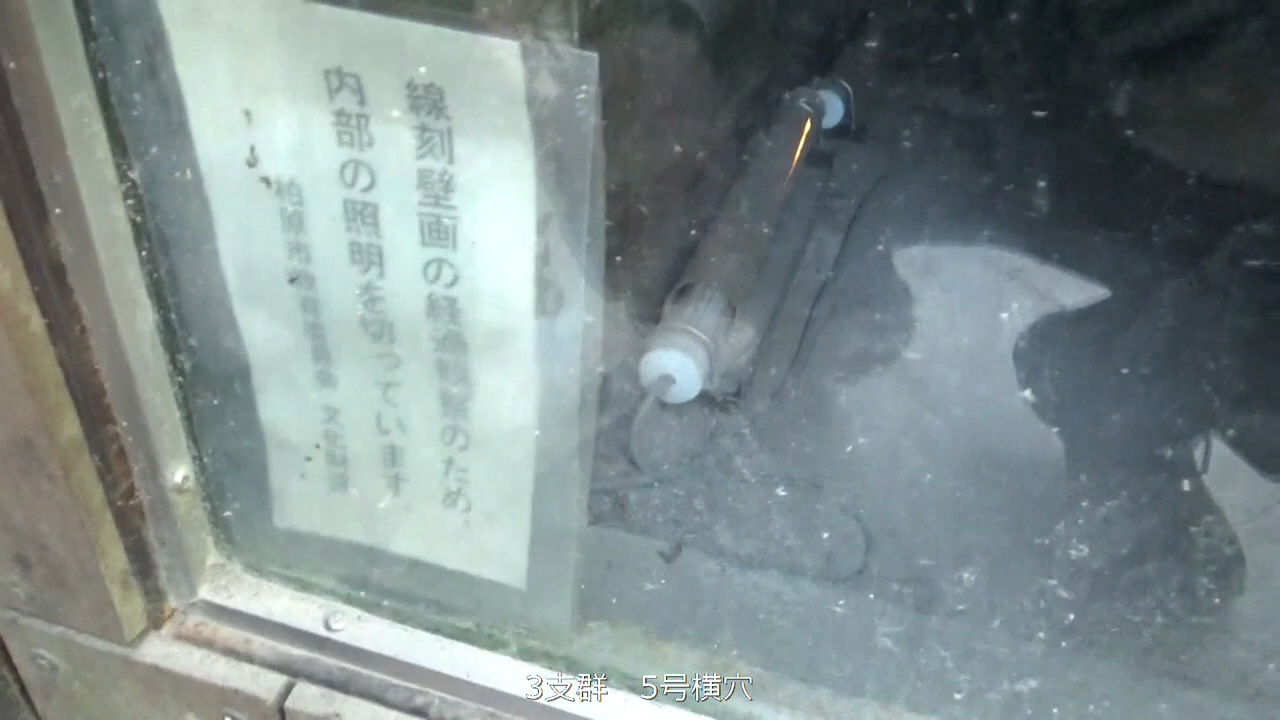 線刻壁画の経過観察のため、
内部の照明を切っています
柏原市教育委員会 文化財課
3支群 5号横穴